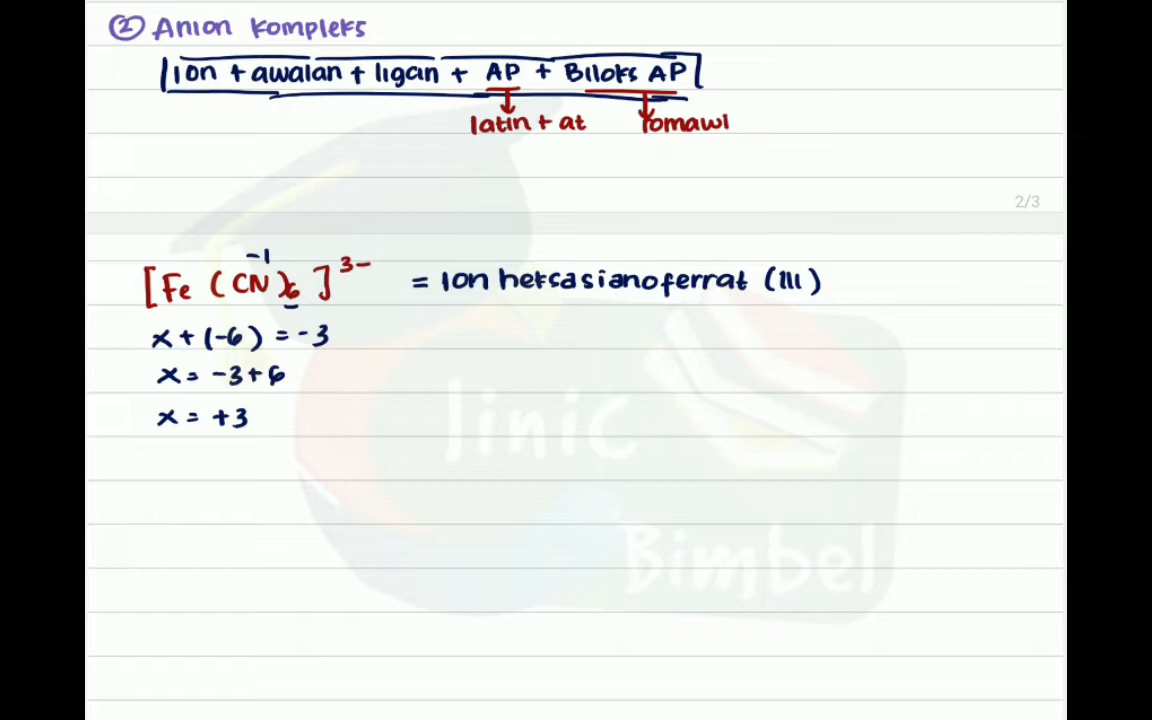 ② Anion Kompleks
Ion + awalan + ligan + AP + Biloks AP
latin + at romawi
2/3
-1
[Fe (CN)6]3- = Ion heksasianoferrat (III)
x + (-6) = -3
x = -3 + 6
x = +3
linic
Bimbel